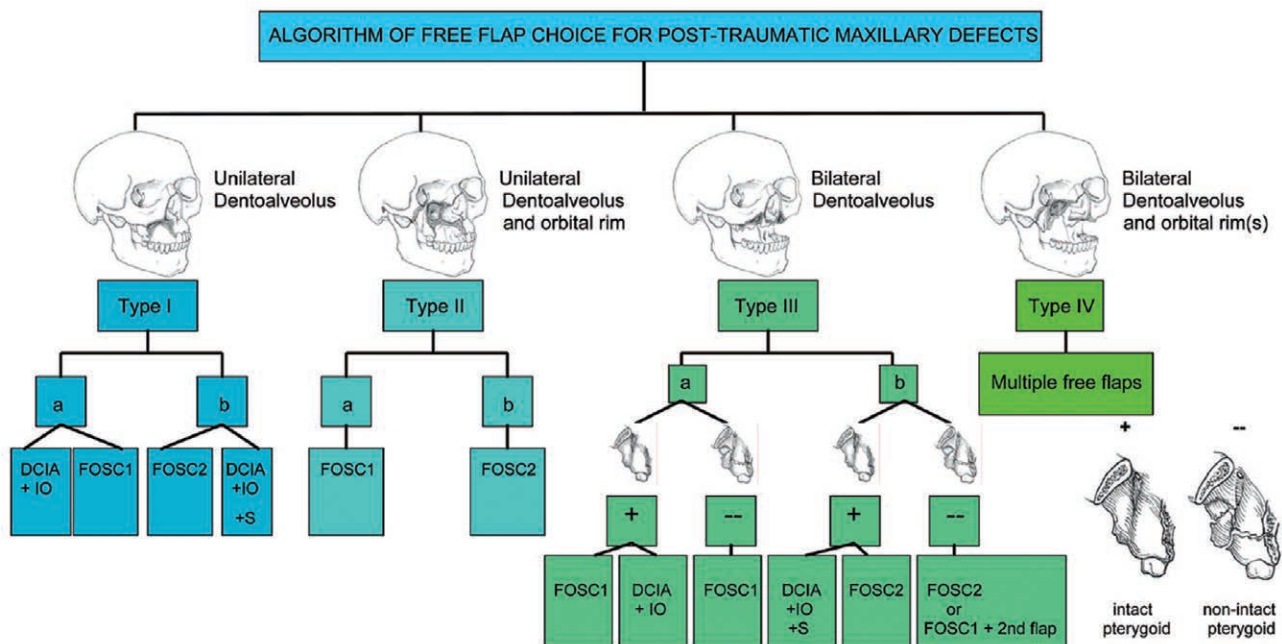 ALGORITHM OF FREE FLAP CHOICE FOR POST-TRAUMATIC MAXILLARY DEFECTS
Unilateral
Dentoalveolus
Unilateral
Dentoalveolus
and orbital rim
Bilateral
Dentoalveolus
Bilateral
Dentoalveolus
and orbital rim(s)
Type I
Type II
Type III
Type IV
a
b
a
b
a
b
Multiple free flaps
DCIA
+ IO
FOSC1
FOSC2
DCIA
+IO
+S
FOSC1
FOSC2
+
--
+
--
FOSC1
DCIA
+ IO
FOSC1
DCIA
+IO
+S
FOSC2
FOSC2
or
FOSC1 + 2nd flap
+
--
intact
pterygoid
non-intact
pterygoid